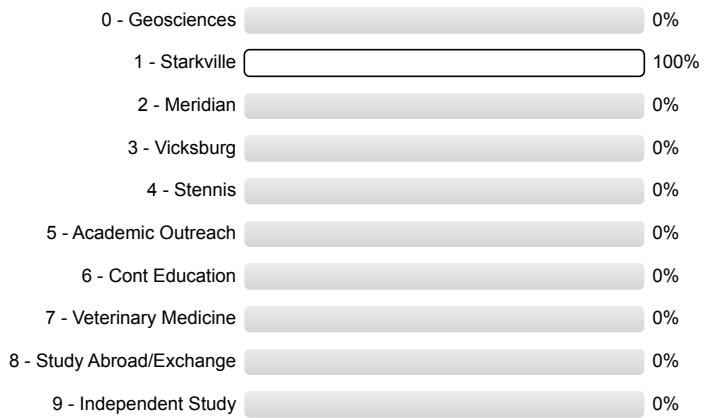 0 - Geosciences 0%
1 - Starkville 100%
2 - Meridian 0%
3 - Vicksburg 0%
4 - Stennis 0%
5 - Academic Outreach 0%
6 - Cont Education 0%
7 - Veterinary Medicine 0%
8 - Study Abroad/Exchange 0%
9 - Independent Study 0%